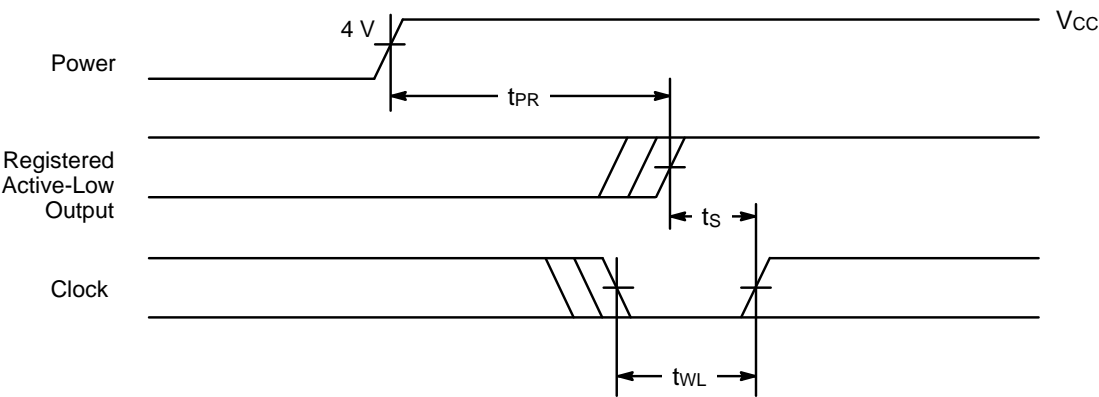 4 V
VCC
Power
tPR
Registered
Active-Low
Output
tS
Clock
tWL